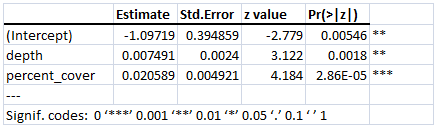 Estimate Std.Error z value Pr(>|z|)
(Intercept) -1.09719 0.394859 -2.779 0.00546 **
depth 0.007491 0.0024 3.122 0.0018 **
percent_cover 0.020589 0.004921 4.184 2.86E-05 ***
---
Signif. codes: 0 ‘***’ 0.001 ‘**’ 0.01 ‘*’ 0.05 ‘.’ 0.1 ‘ ’ 1